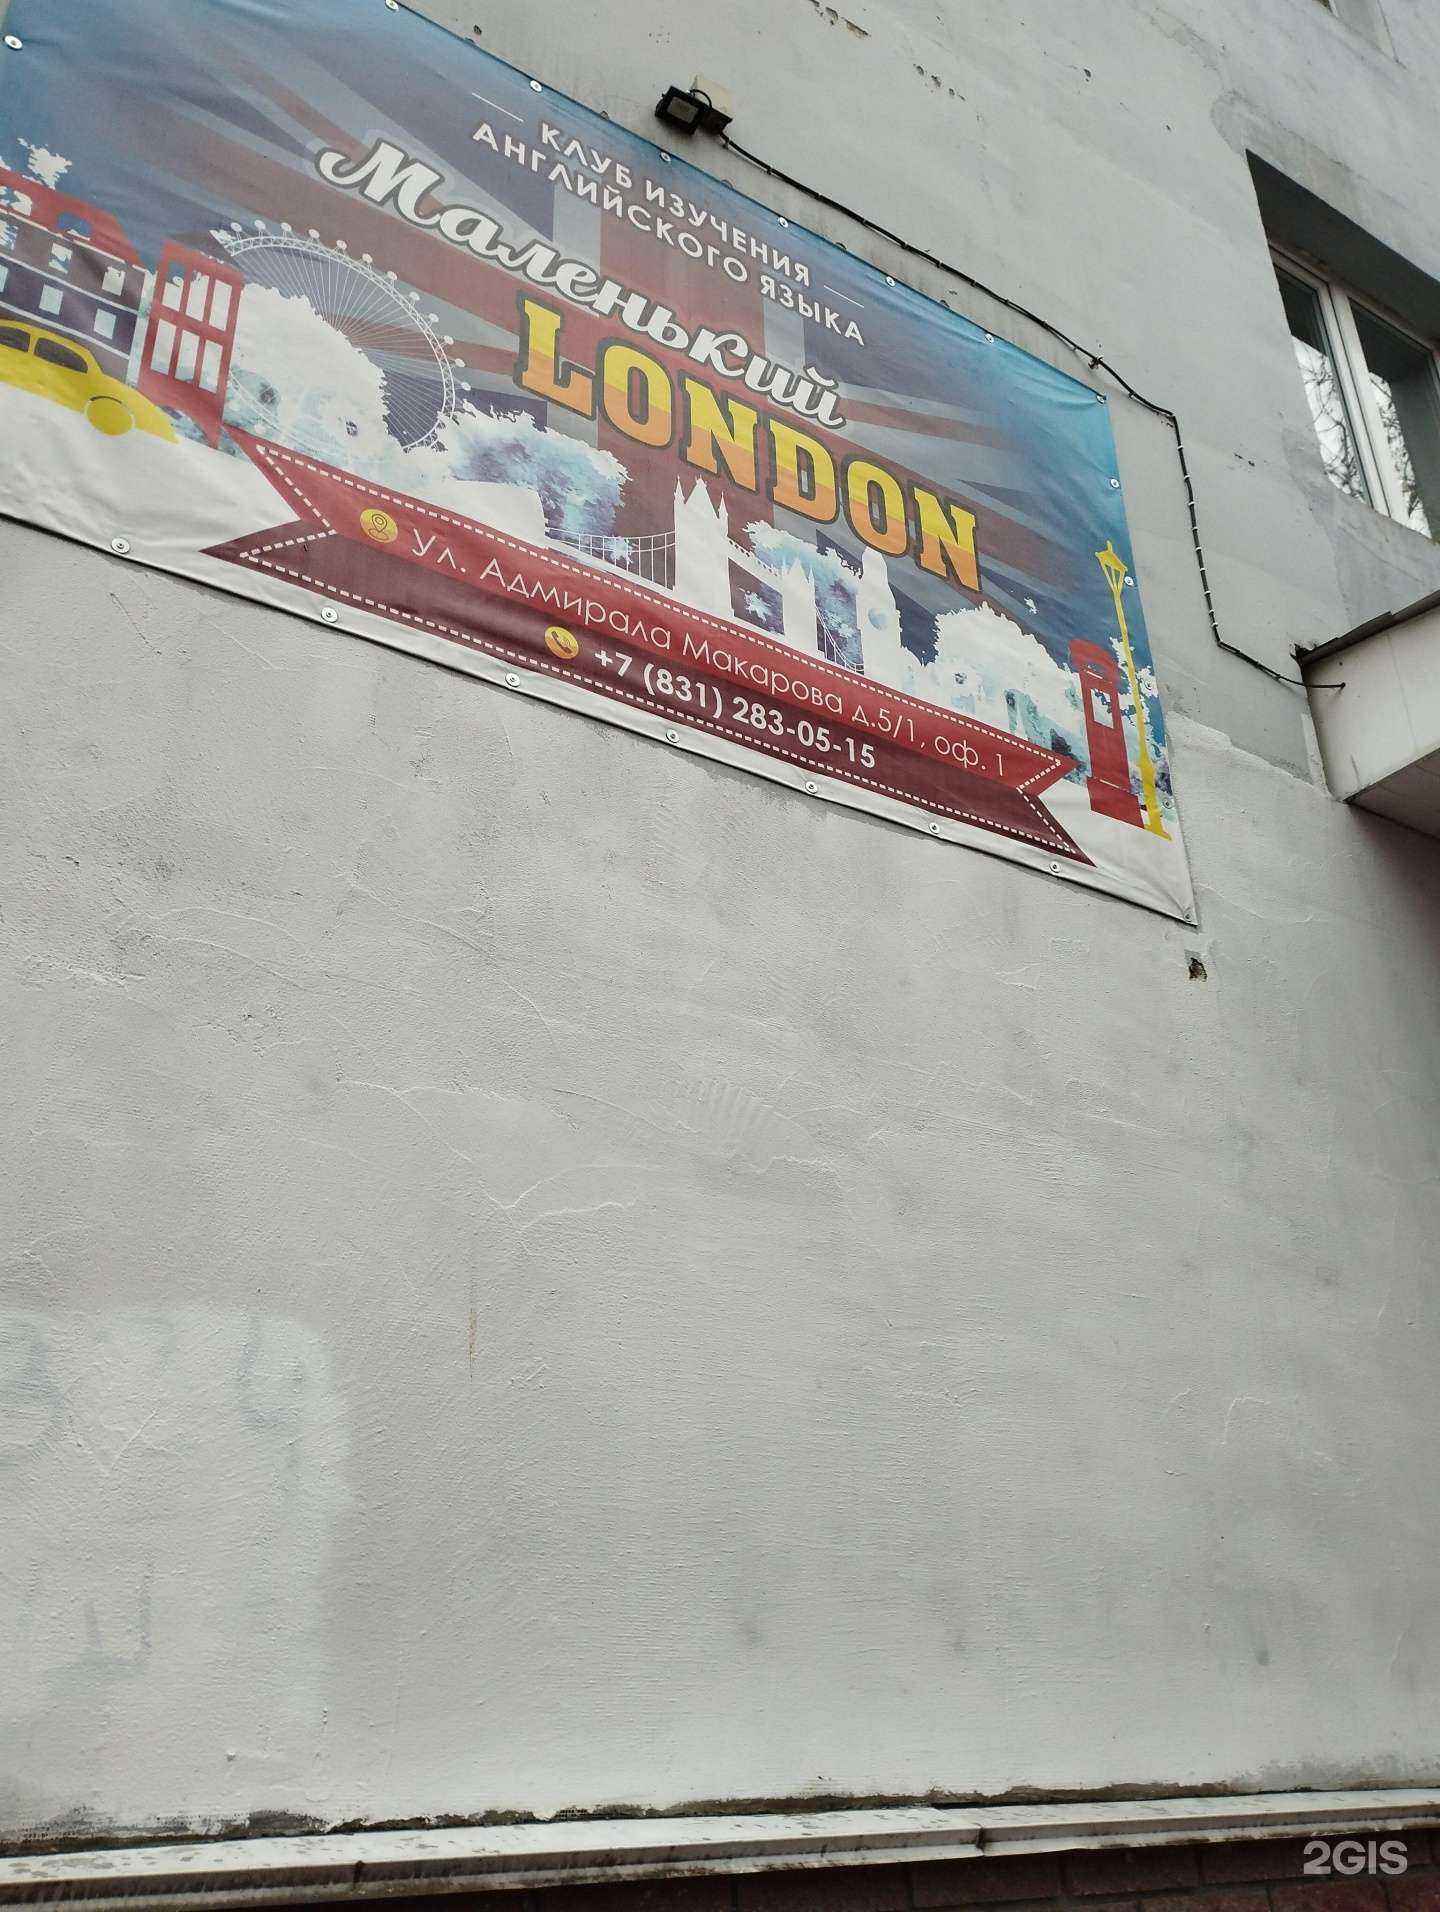 КЛУБ ИЗУЧЕНИЯ
АНГЛИЙСКОГО ЯЗЫКА
Маленький
LONDON
Ул. Адмирала Макарова д.5/1, оф. 1
+7 (831) 283-05-15
2GIS